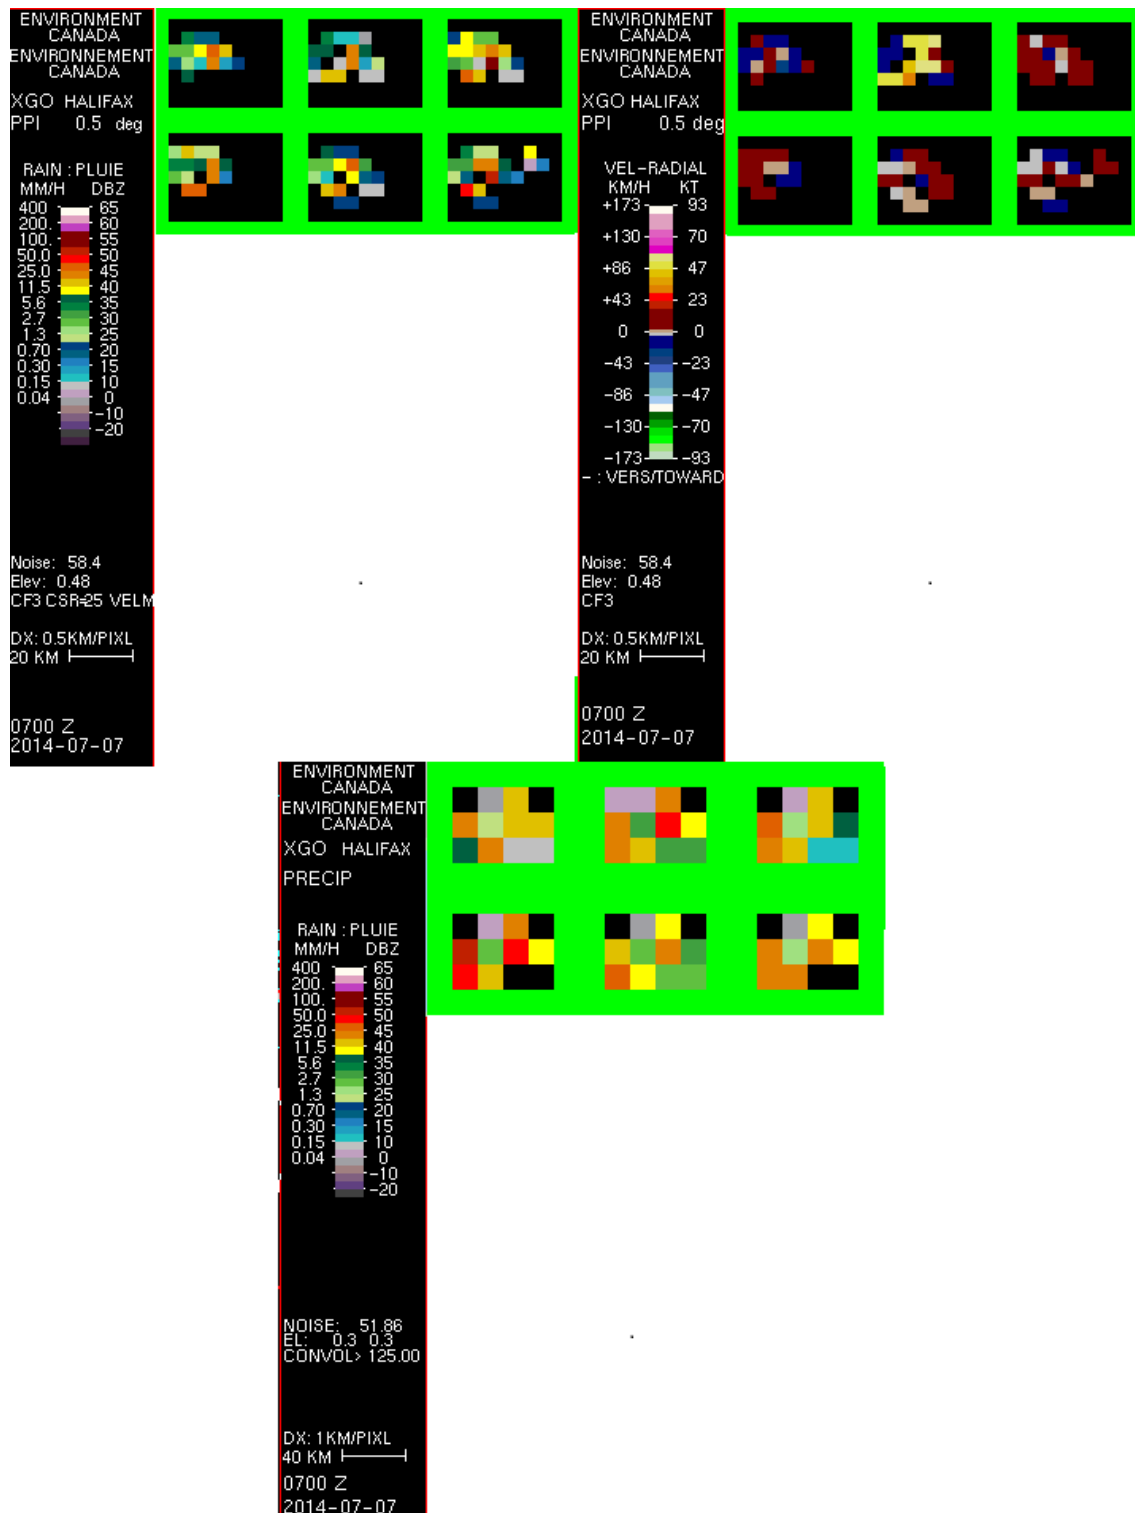 ENVIRONMENT
CANADA
ENVIRONNEMENT
CANADA
XGO HALIFAX
PPI 0.5 deg
RAIN : PLUIE
MM/H DBZ
400 65
200. 60
100. 55
50.0 50
25.0 45
11.5 40
5.6 35
2.7 30
1.3 25
0.70 20
0.30 15
0.15 10
0.04 0
-10
-20
Noise: 58.4
Elev: 0.48
CF3 CSR=25 VELM
DX: 0.5KM/PIXL
20 KM
0700 Z
2014-07-07
ENVIRONMENT
CANADA
ENVIRONNEMENT
CANADA
XGO HALIFAX
PPI 0.5 deg
VEL-RADIAL
KM/H KT
+173 93
+130 70
+86 47
+43 23
0 0
-43 -23
-86 -47
-130 -70
-173 -93
- : VERS/TOWARD
Noise: 58.4
Elev: 0.48
CF3
DX: 0.5KM/PIXL
20 KM
0700 Z
2014-07-07
ENVIRONMENT
CANADA
ENVIRONNEMENT
CANADA
XGO HALIFAX
PRECIP
RAIN : PLUIE
MM/H DBZ
400 65
200. 60
100. 55
50.0 50
25.0 45
11.5 40
5.6 35
2.7 30
1.3 25
0.70 20
0.30 15
0.15 10
0.04 0
-10
-20
NOISE: 51.86
EL: 0.3 0.3
CONVOL> 125.00
DX: 1KM/PIXL
40 KM
0700 Z
2014-07-07